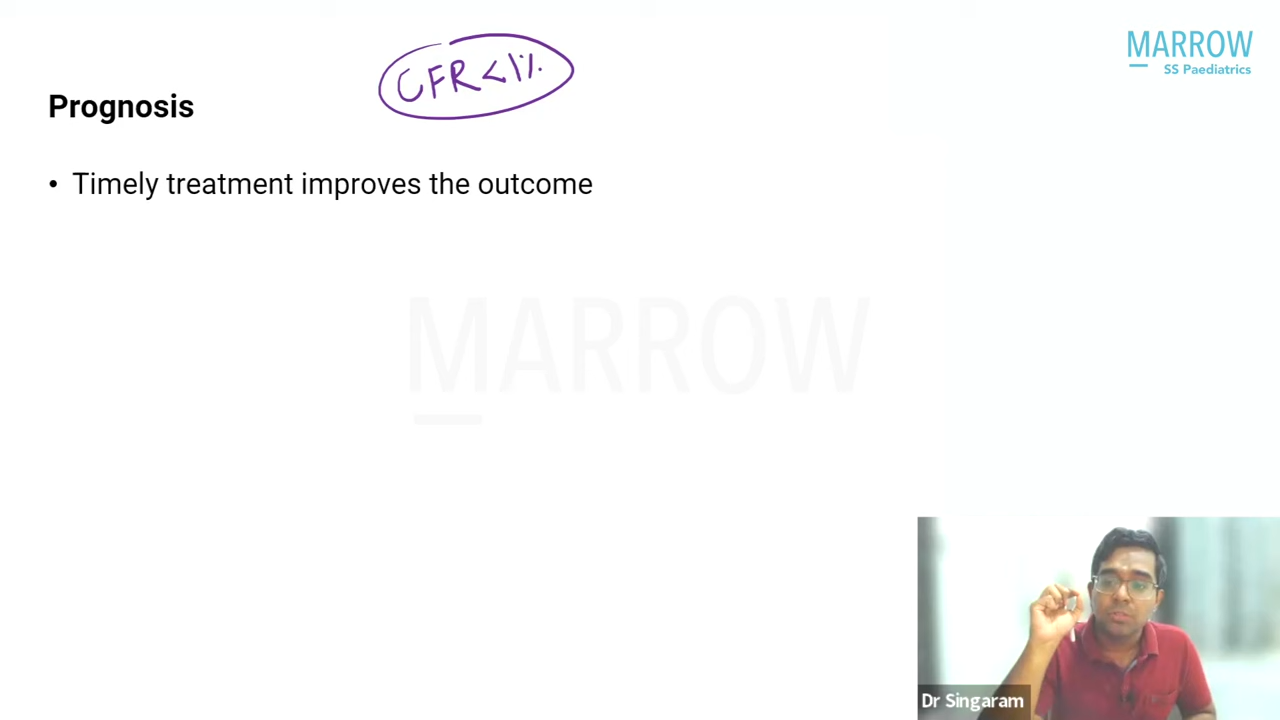 CFR < 1%
MARROW
SS Paediatrics
Prognosis
• Timely treatment improves the outcome
MARROW
Dr Singaram